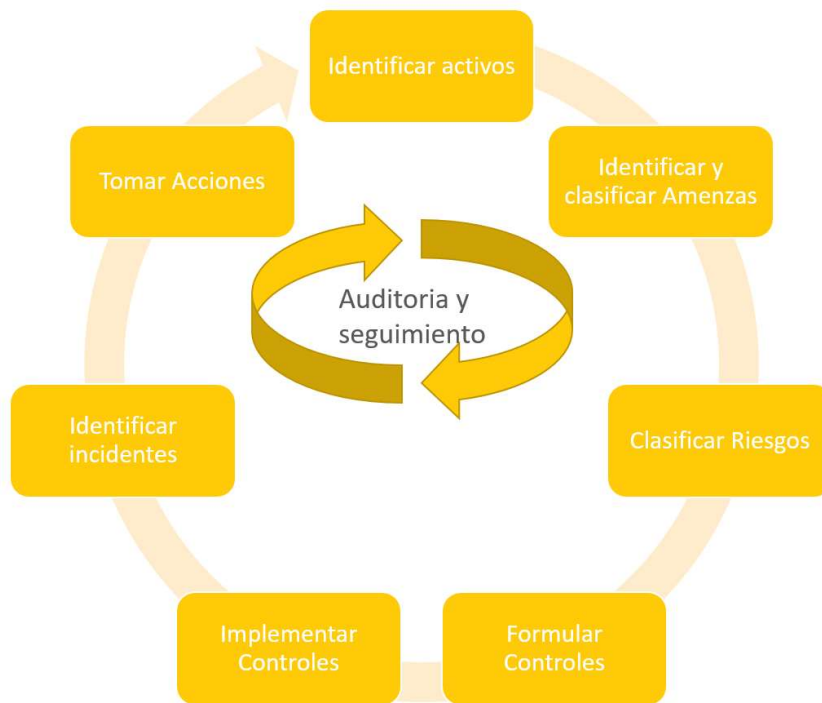 Identificar activos
Identificar y
clasificar Amenzas
Clasificar Riesgos
Formular
Controles
Implementar
Controles
Identificar
incidentes
Tomar Acciones
Auditoria y
seguimiento